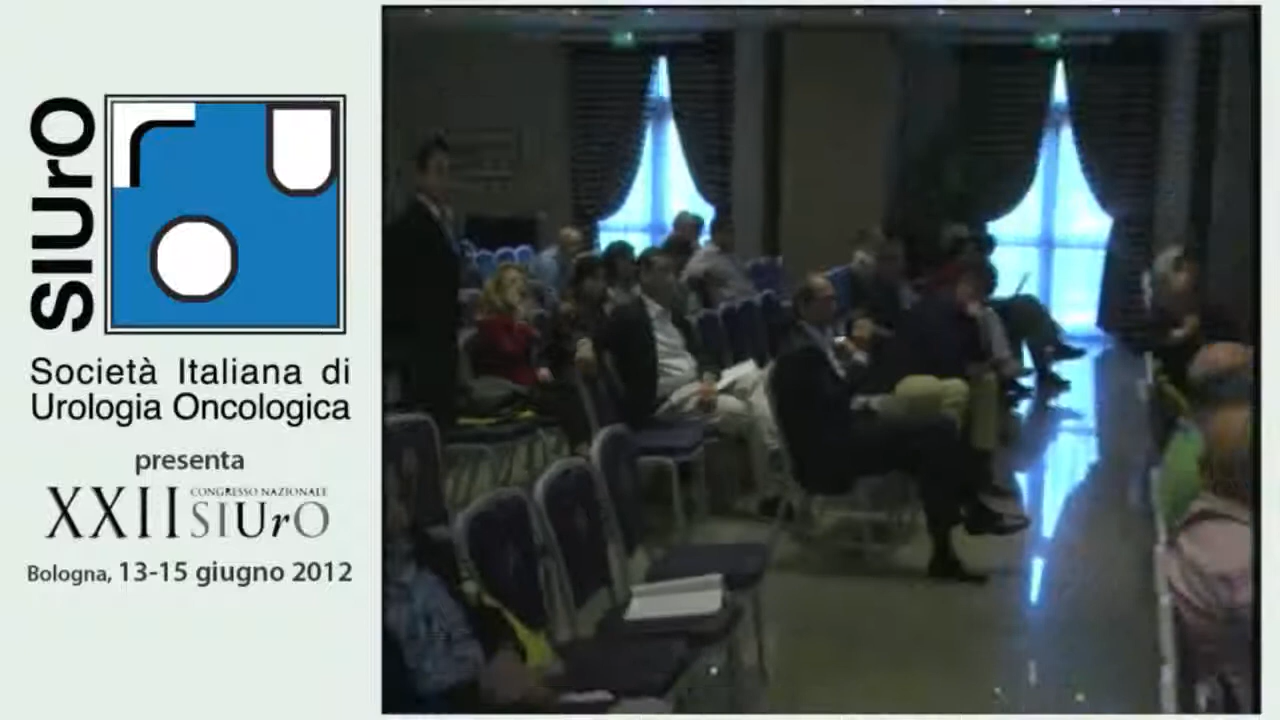 SIUrO
Società Italiana di
Urologia Oncologica
presenta
XXII CONGRESSO NAZIONALE
SIUrO
Bologna, 13-15 giugno 2012